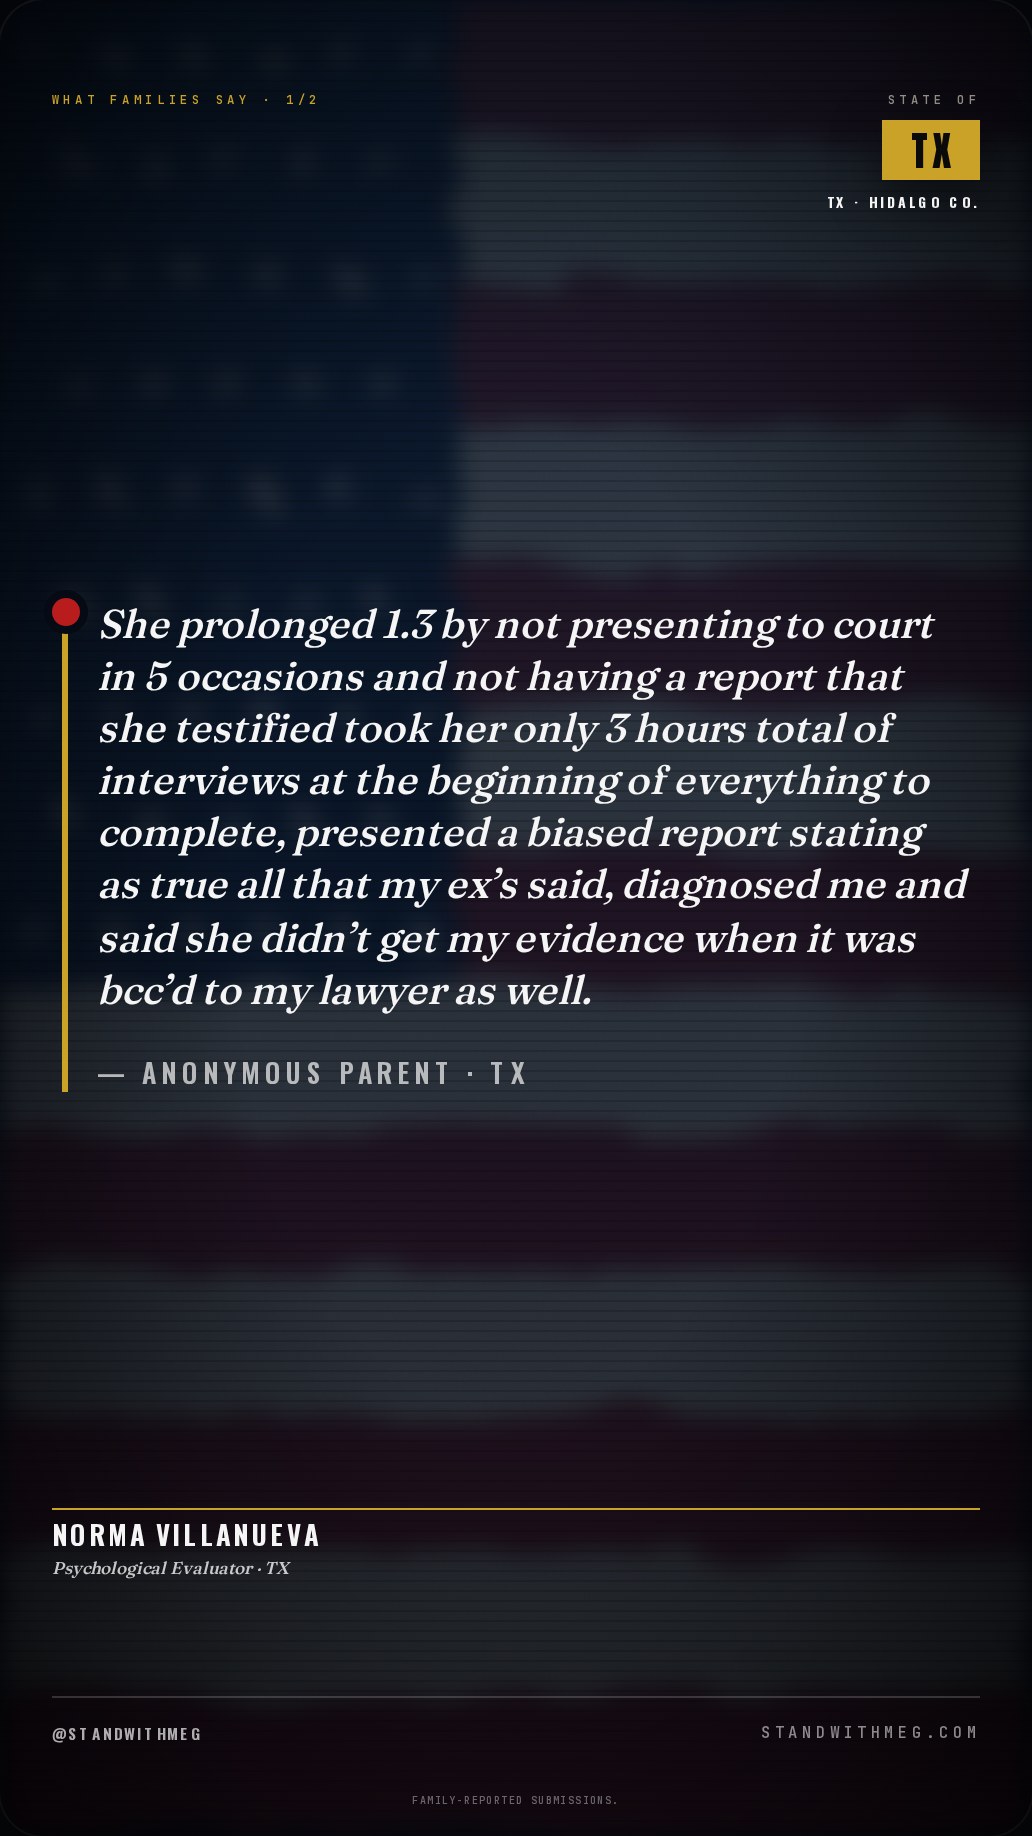 WHAT FAMILIES SAY · 1/2
STATE OF
TX
TX · HIDALGO CO.
She prolonged 1.3 by not presenting to court
in 5 occasions and not having a report that
she testified took her only 3 hours total of
interviews at the beginning of everything to
complete, presented a biased report stating
as true all that my ex’s said, diagnosed me and
said she didn’t get my evidence when it was
bcc’d to my lawyer as well.
— ANONYMOUS PARENT · TX
NORMA VILLANUEVA
Psychological Evaluator · TX
@STANDWITHMEG
STANDWITHMEG.COM
FAMILY-REPORTED SUBMISSIONS.